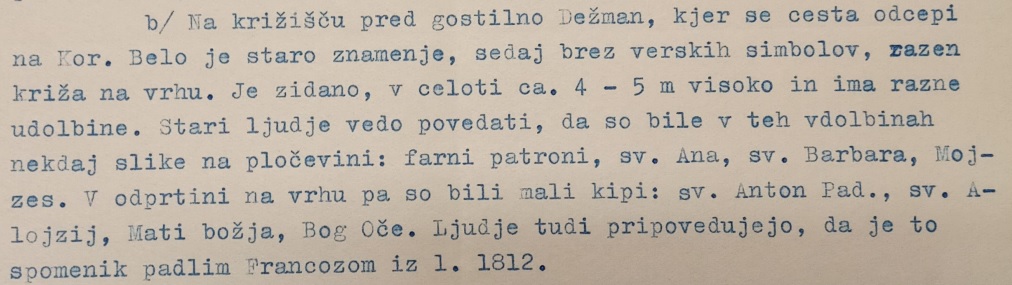 b/ Na križišču pred gostilno Dežman, kjer se cesta odcepi
na Kor. Belo je staro znamenje, sedaj brez verskih simbolov, razen
križa na vrhu. Je zidano, v celoti ca. 4 - 5 m visoko in ima razne
udolbine. Stari ljudje vedo povedati, da so bile v teh vdolbinah
nekdaj slike na pločevini: farni patroni, sv. Ana, sv. Barbara, Moj-
zes. V odprtini na vrhu pa so bili mali kipi: sv. Anton Pad., sv. A-
lojzij, Mati božja, Bog Oče. Ljudje tudi pripovedujejo, da je to
spomenik padlim Francozom iz l. 1812.